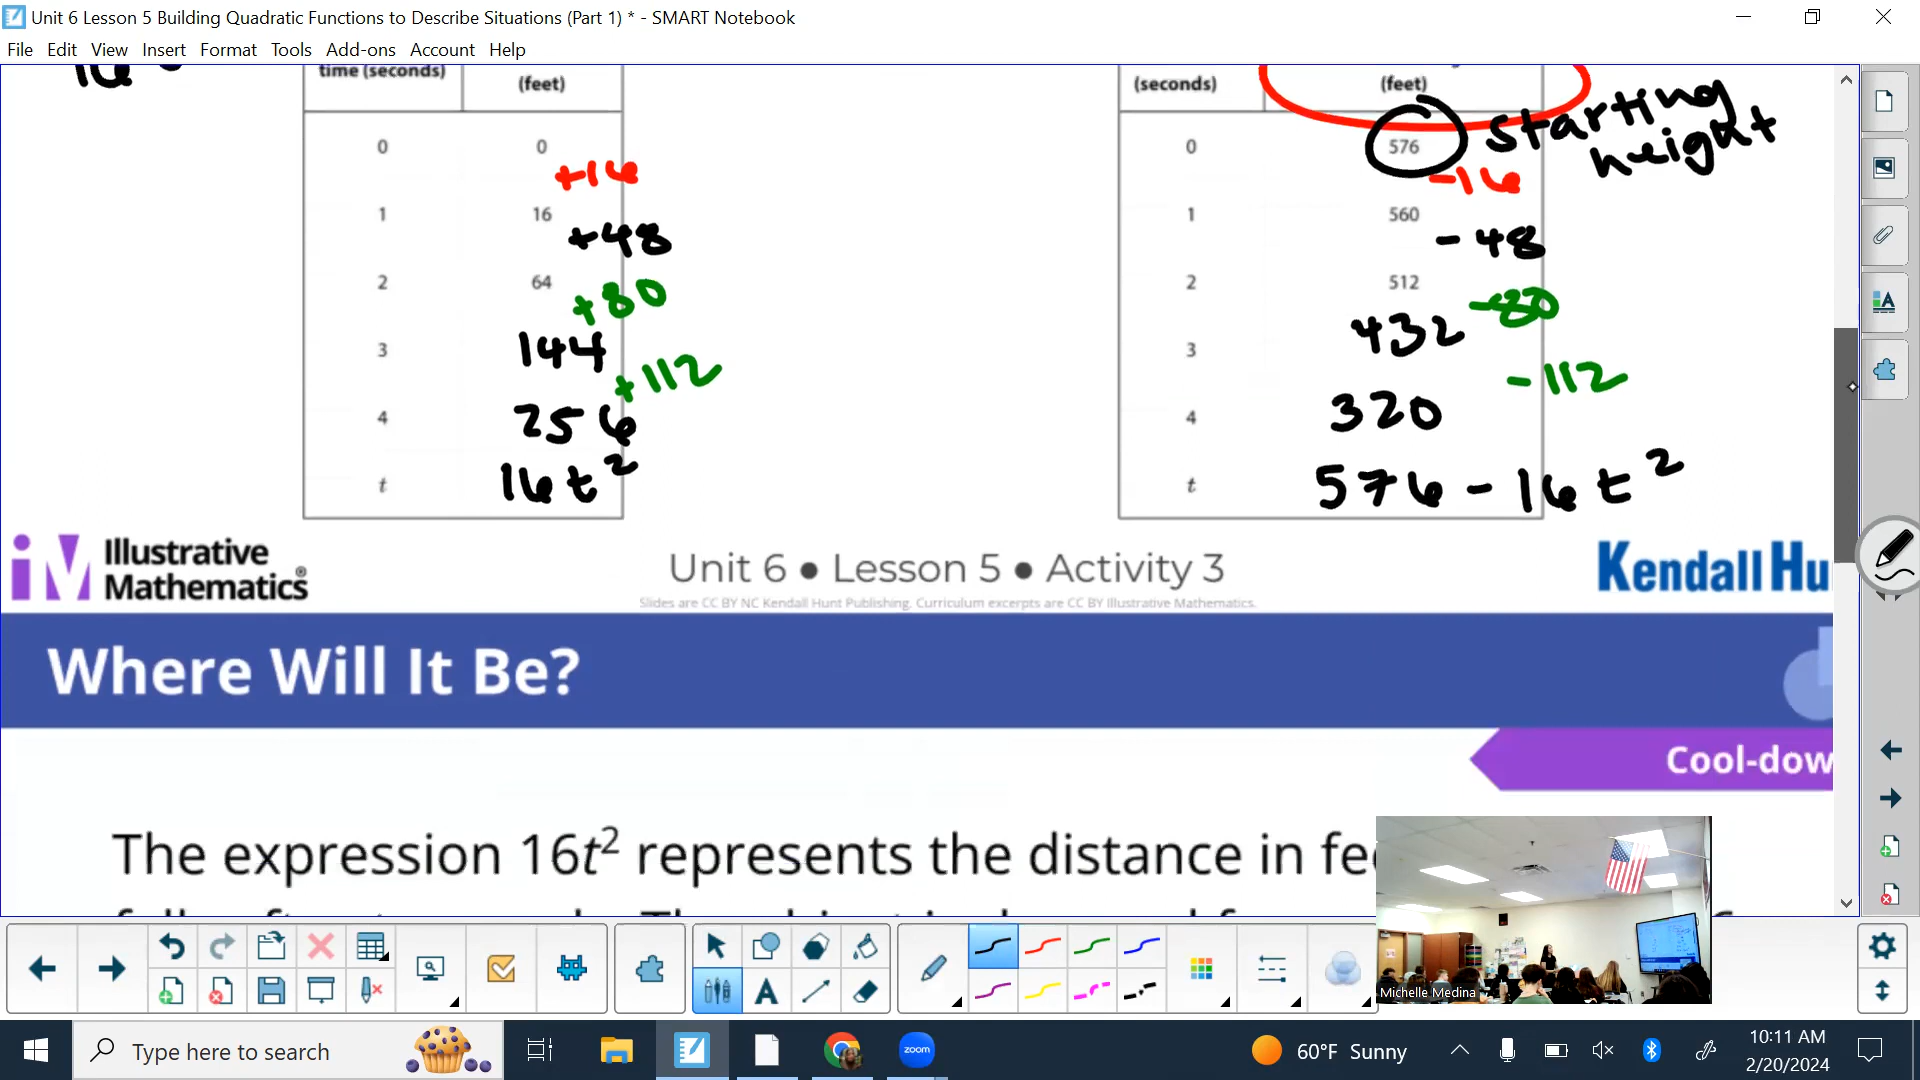 Unit 6 Lesson 5 Building Quadratic Functions to Describe Situations (Part 1) * - SMART Notebook
File Edit View Insert Format Tools Add-ons Account Help
time (seconds) (feet) (seconds) (feet)
starting
height
0 0 0 576
+16 -16
1 16 1 560
+48 - 48
2 64 2 512
+80 -80
3 144 3 432
+112 - 112
4 256 4 320
t 16t² t 576 - 16t²
Illustrative
Mathematics®
Unit 6 • Lesson 5 • Activity 3
Kendall Hu
Slides are CC BY NC Kendall Hunt Publishing. Curriculum excerpts are CC BY Illustrative Mathematics.
Where Will It Be?
Cool-dow
The expression 16t² represents the distance in fe
Michelle Medina
Type here to search
zoom
60°F Sunny
10:11 AM
2/20/2024